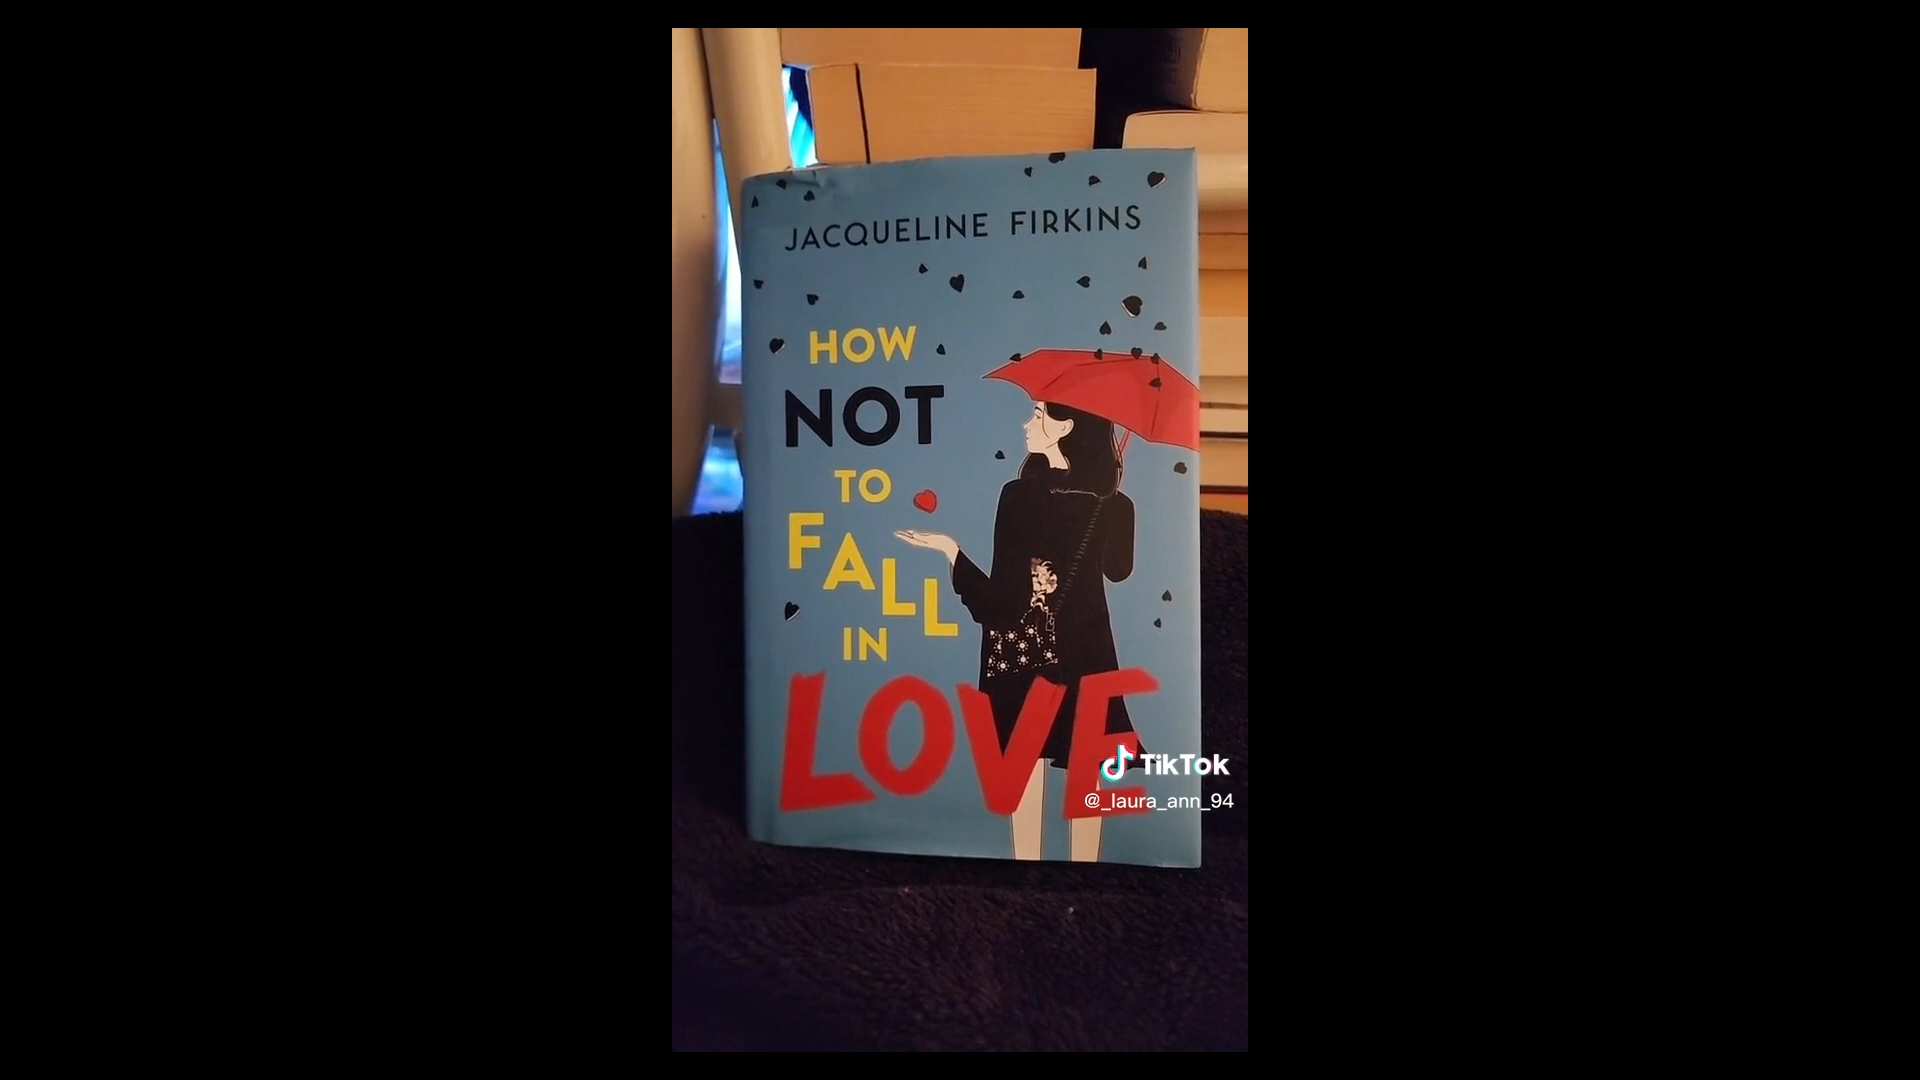 JACQUELINE FIRKINS
HOW
NOT
TO
FALL
IN
LOVE
TikTok
@_laura_ann_94